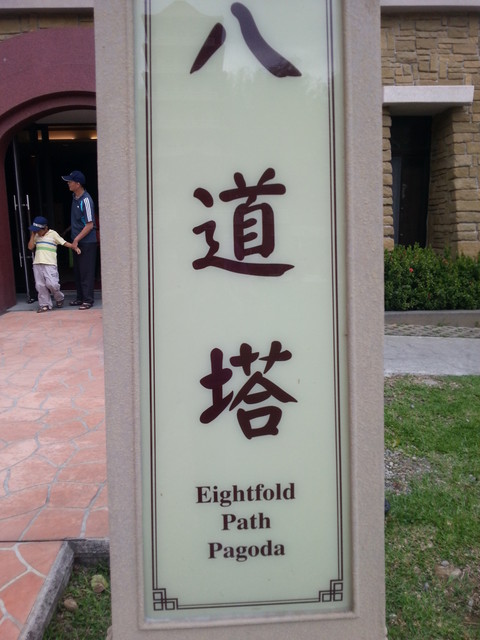 八
道
塔
Eightfold
Path
Pagoda